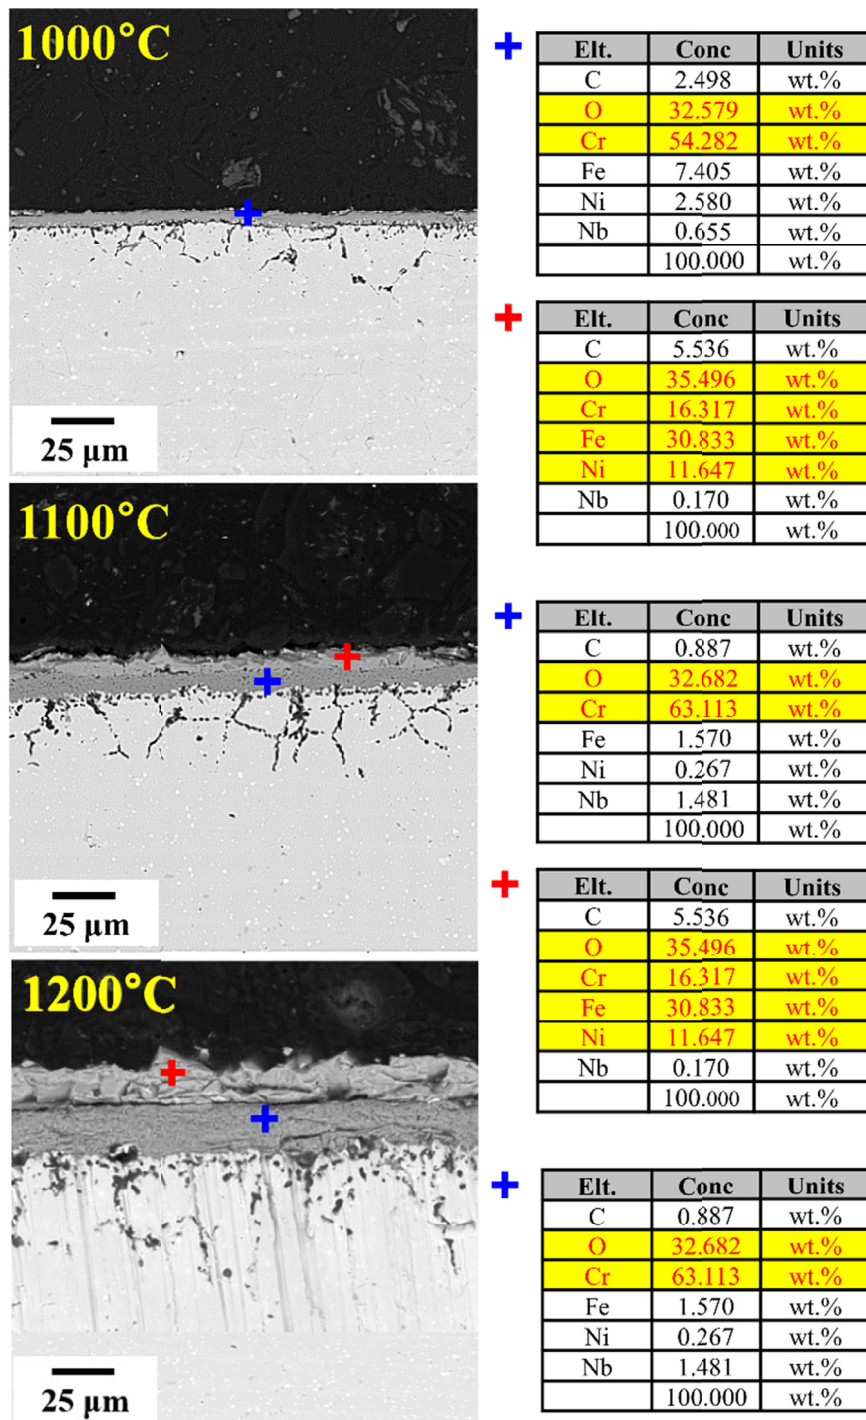 1000°C
25 µm
Elt. Conc Units
C 2.498 wt.%
O 32.579 wt.%
Cr 54.282 wt.%
Fe 7.405 wt.%
Ni 2.580 wt.%
Nb 0.655 wt.%
100.000 wt.%
Elt. Conc Units
C 5.536 wt.%
O 35.496 wt.%
Cr 16.317 wt.%
Fe 30.833 wt.%
Ni 11.647 wt.%
Nb 0.170 wt.%
100.000 wt.%
1100°C
25 µm
Elt. Conc Units
C 0.887 wt.%
O 32.682 wt.%
Cr 63.113 wt.%
Fe 1.570 wt.%
Ni 0.267 wt.%
Nb 1.481 wt.%
100.000 wt.%
Elt. Conc Units
C 5.536 wt.%
O 35.496 wt.%
Cr 16.317 wt.%
Fe 30.833 wt.%
Ni 11.647 wt.%
Nb 0.170 wt.%
100.000 wt.%
1200°C
25 µm
Elt. Conc Units
C 0.887 wt.%
O 32.682 wt.%
Cr 63.113 wt.%
Fe 1.570 wt.%
Ni 0.267 wt.%
Nb 1.481 wt.%
100.000 wt.%